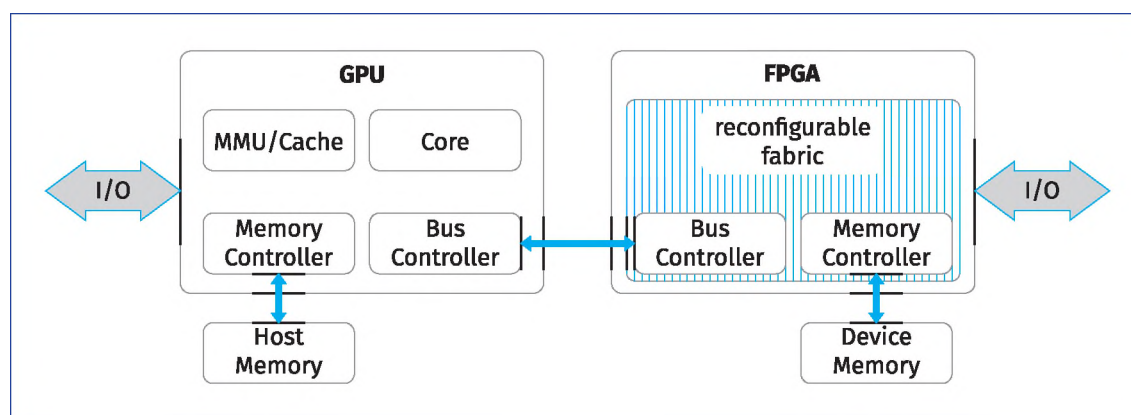 GPU
FPGA
MMU/Cache
Core
reconfigurable
fabric
I/O
I/O
Memory
Controller
Bus
Controller
Bus
Controller
Memory
Controller
Host
Memory
Device
Memory